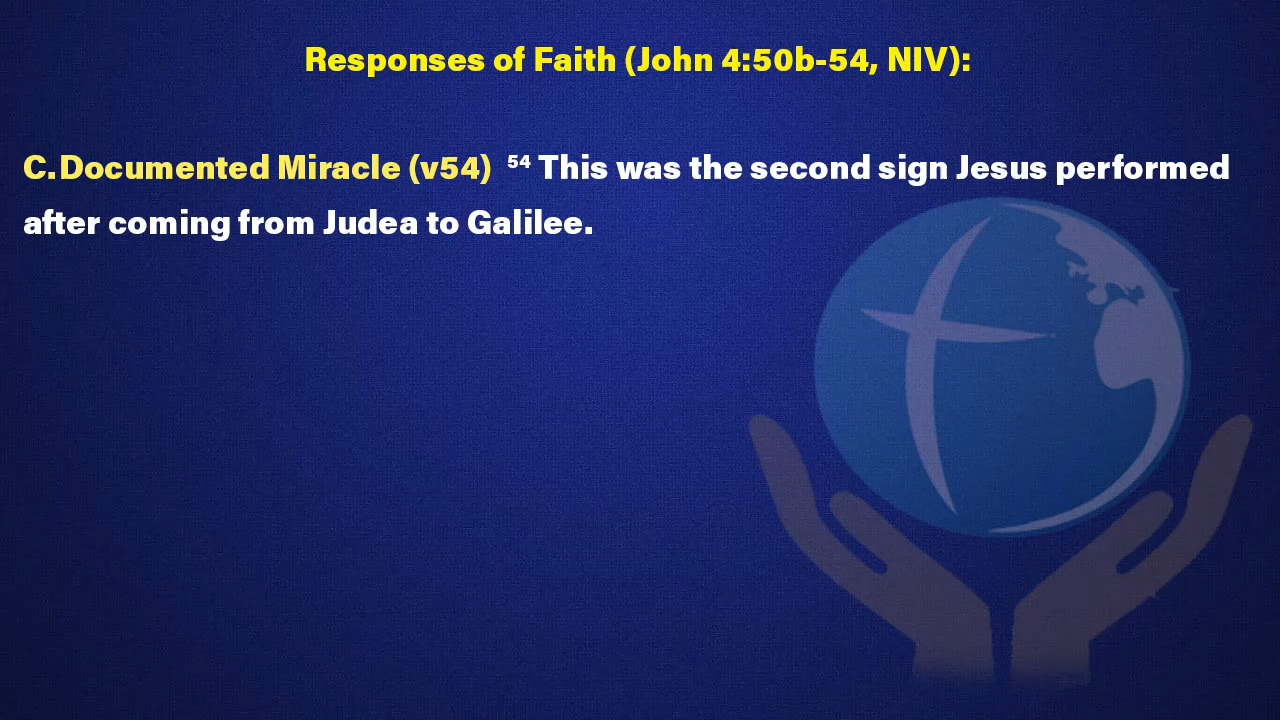 Responses of Faith (John 4:50b-54, NIV):
C.Documented Miracle (v54) ⁵⁴ This was the second sign Jesus performed
after coming from Judea to Galilee.